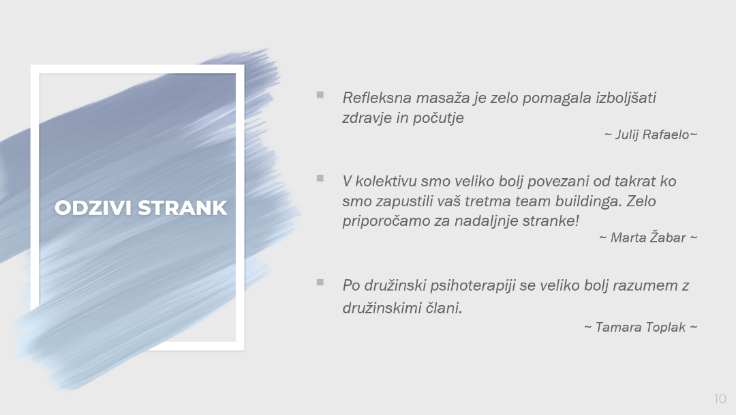 ODZIVI STRANK
Refleksna masaža je zelo pomagala izboljšati
zdravje in počutje
~ Julij Rafaelo~
V kolektivu smo veliko bolj povezani od takrat ko
smo zapustili vaš tretma team buildinga. Zelo
priporočamo za nadaljnje stranke!
~ Marta Žabar ~
Po družinski psihoterapiji se veliko bolj razumem z
družinskimi člani.
~ Tamara Toplak ~
10